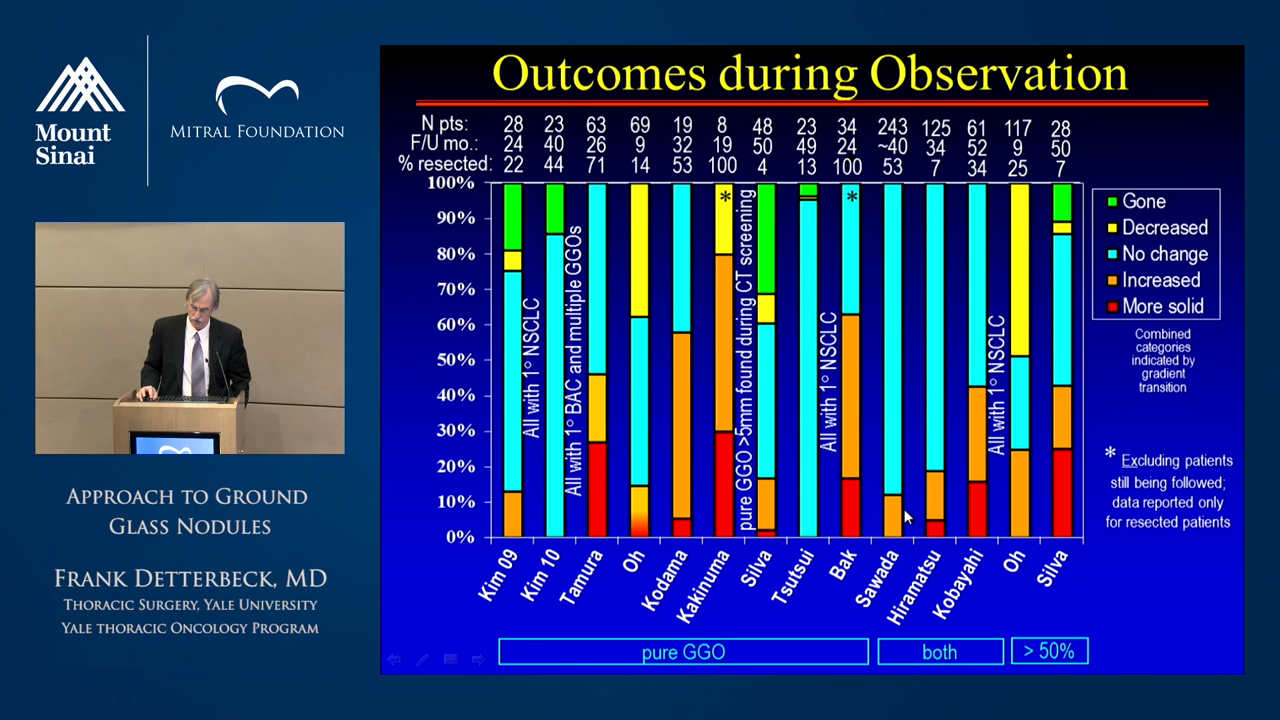 Mount
Sinai
MITRAL FOUNDATION
APPROACH TO GROUND
GLASS NODULES
FRANK DETTERBECK, MD
THORACIC SURGERY, YALE UNIVERSITY
YALE THORACIC ONCOLOGY PROGRAM
Outcomes during Observation
N pts: 28 23 63 69 19 8 48 23 34 243 125 61 117 28
F/U mo.: 24 40 26 9 32 19 50 49 24 ~40 34 52 9 50
% resected: 22 44 71 14 53 100 4 13 100 53 7 34 25 7
100%
90%
80%
70%
60%
50%
40%
30%
20%
10%
0%
All with 1° NSCLC
All with 1° BAC and multiple GGOs
*
pure GGO >5mm found during CT screening
All with 1° NSCLC
*
All with 1° NSCLC
Kim 09
Kim 10
Tamura
Oh
Kodama
Kakinuma
Silva
Tsutsui
Bak
Sawada
Hiramatsu
Kobayahi
Oh
Silva
pure GGO
both
> 50%
Gone
Decreased
No change
Increased
More solid
Combined
categories
indicated by
gradient
transition
* Excluding patients
still being followed;
data reported only
for resected patients